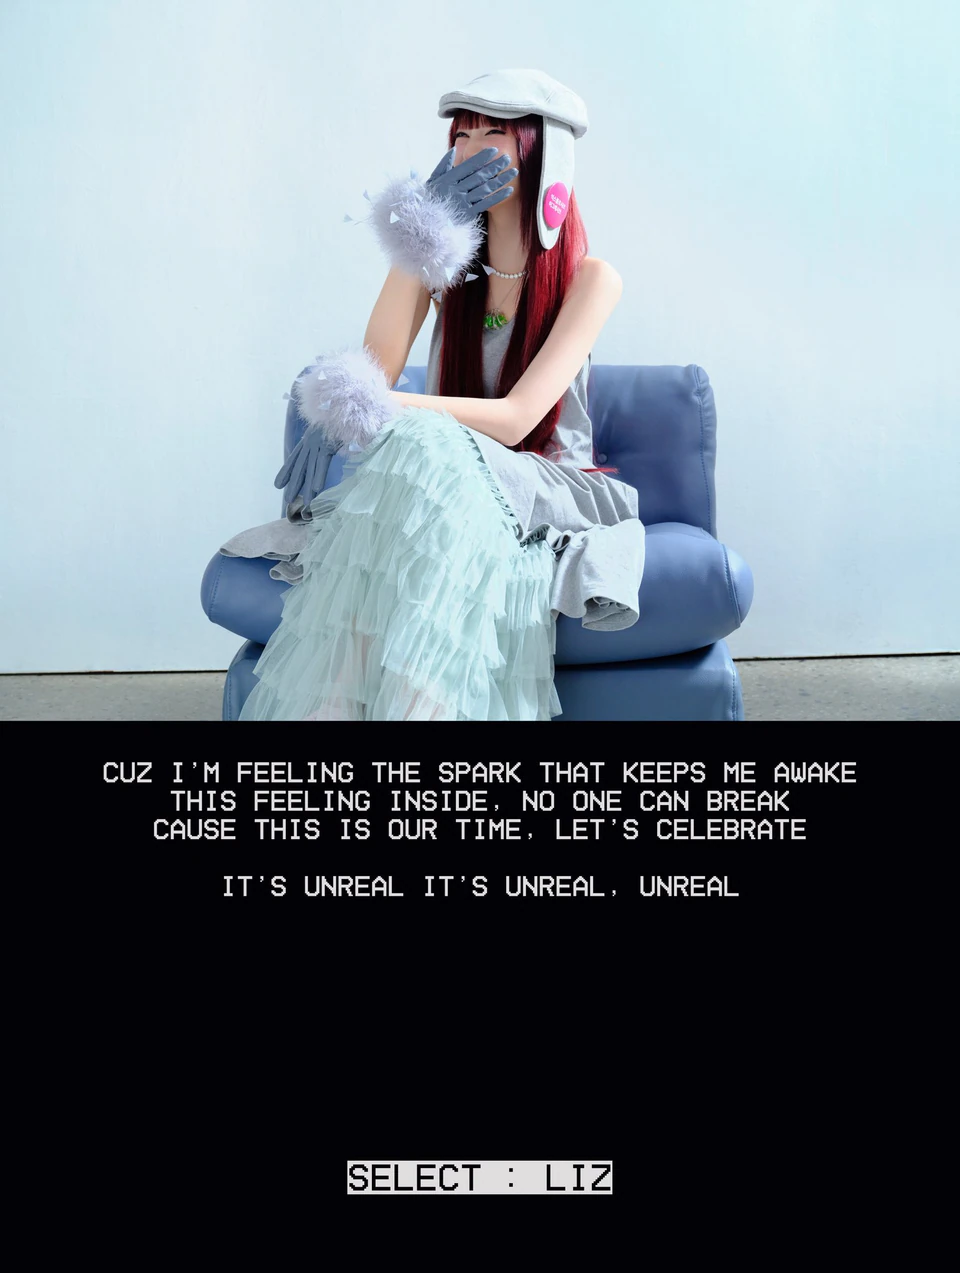 CUZ I'M FEELING THE SPARK THAT KEEPS ME AWAKE
THIS FEELING INSIDE, NO ONE CAN BREAK
CAUSE THIS IS OUR TIME, LET'S CELEBRATE
IT'S UNREAL IT'S UNREAL, UNREAL
SELECT : LIZ